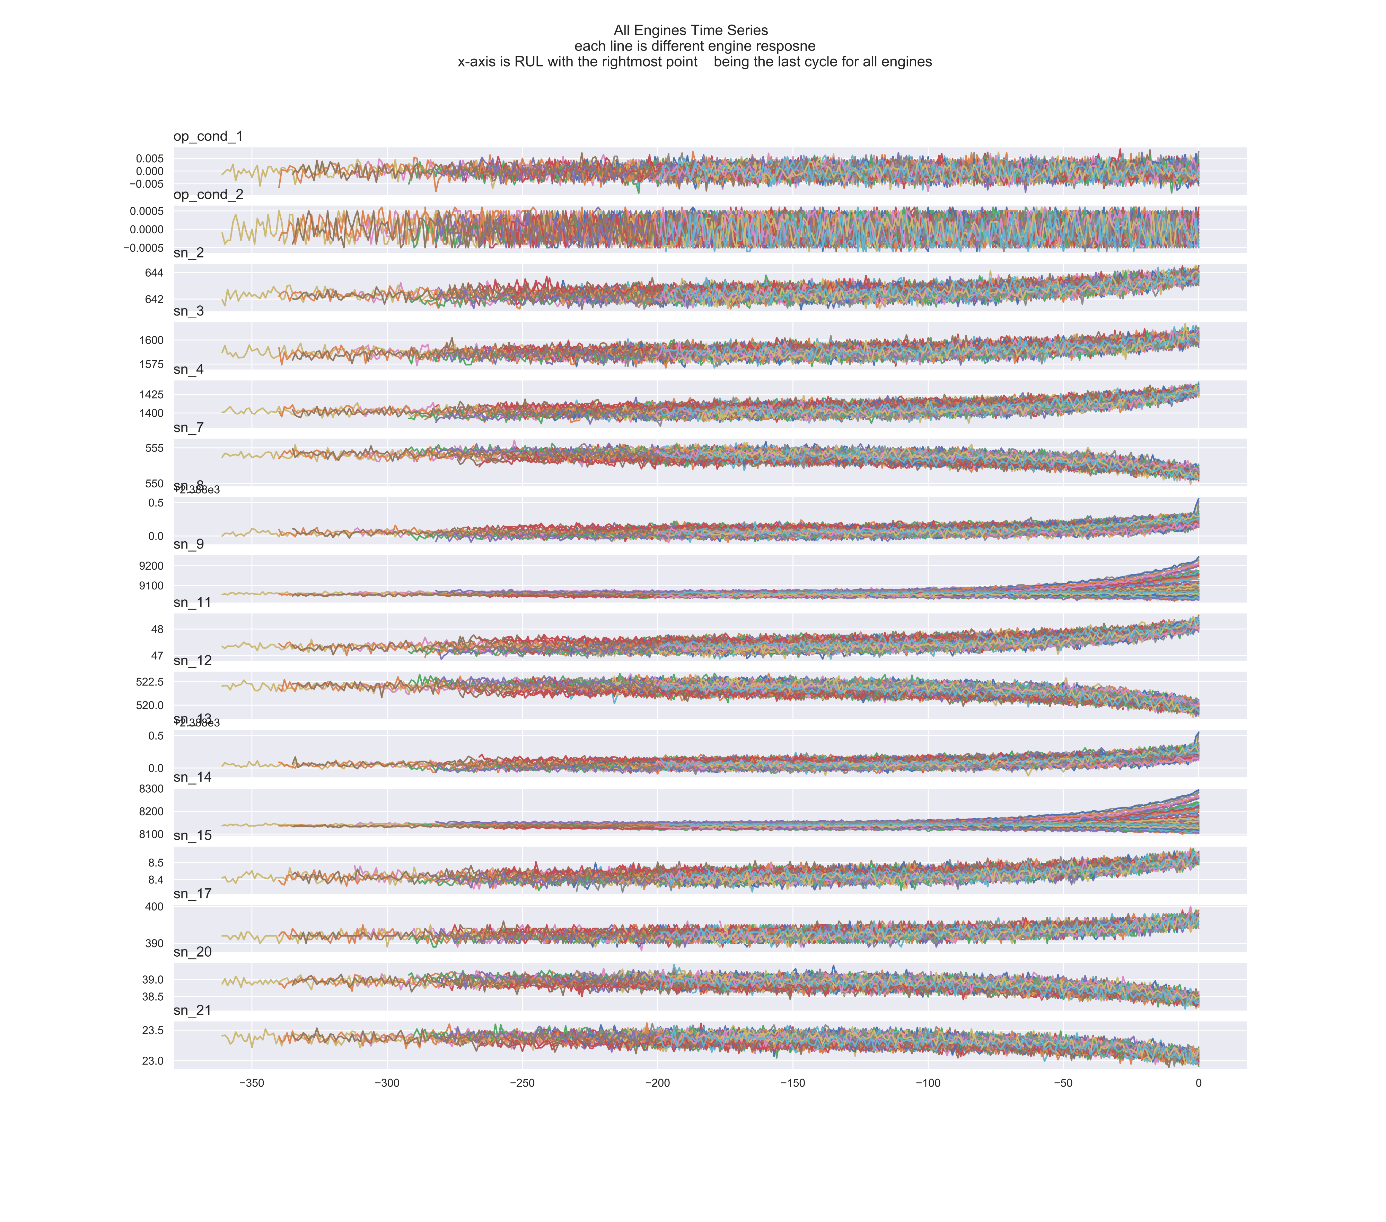 All Engines Time Series
each line is different engine resposne
x-axis is RUL with the rightmost point    being the last cycle for all engines
op_cond_1
0.005
0.000
−0.005
op_cond_2
0.0005
0.0000
−0.0005
sn_2
644
642
sn_3
1600
1575
sn_4
1425
1400
sn_7
555
550
sn_8
+2.388e3
0.5
0.0
sn_9
9200
9100
sn_11
48
47
sn_12
522.5
520.0
sn_13
+2.388e3
0.5
0.0
sn_14
8300
8200
8100
sn_15
8.5
8.4
sn_17
400
390
sn_20
39.0
38.5
sn_21
23.5
23.0
−350 −300 −250 −200 −150 −100 −50 0